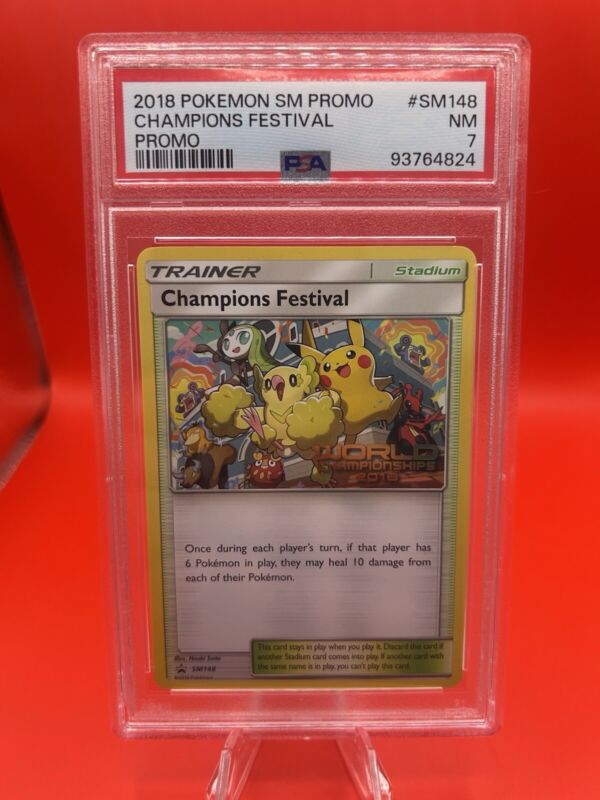 2018 POKEMON SM PROMO #SM148
CHAMPIONS FESTIVAL NM
PROMO 7
PSA 93764824
TRAINER Stadium
Champions Festival
WORLD
CHAMPIONSHIPS
2018
Once during each player's turn, if that player has
6 Pokémon in play, they may heal 10 damage from
each of their Pokémon.
This card stays in play when you play it. Discard this card if
another Stadium card comes into play. If another card with
the same name is in play, you can't play this card.
Illus. Naoki Saito
SM148